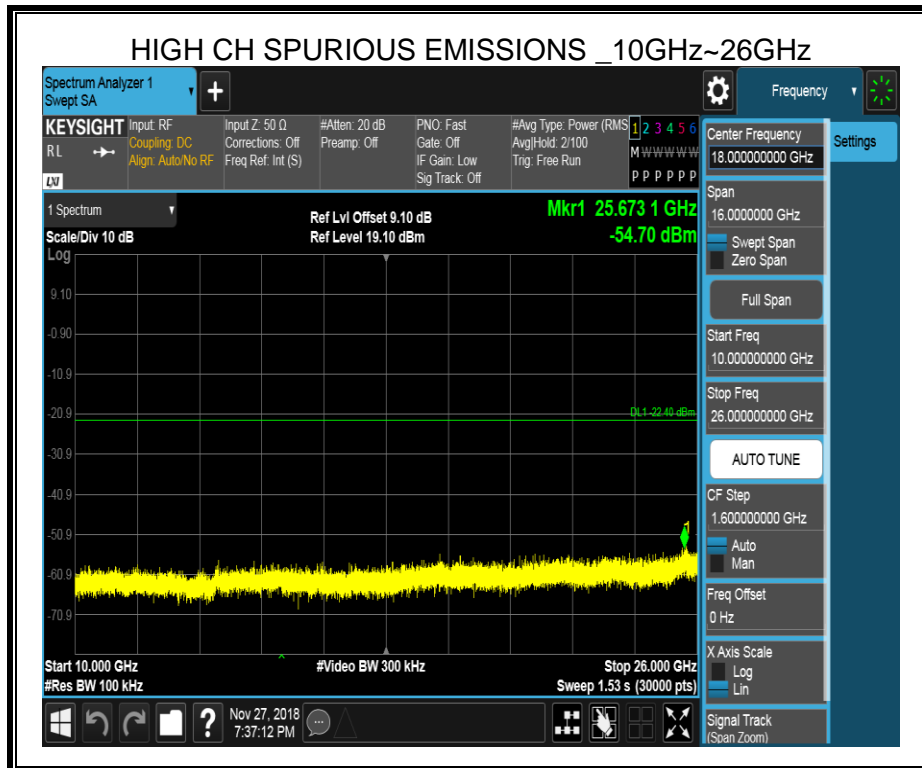 HIGH CH SPURIOUS EMISSIONS _10GHz~26GHz
Spectrum Analyzer 1
Swept SA
+
Frequency
KEYSIGHT
RL
LXI
Input: RF
Coupling: DC
Align: Auto/No RF
Input Z: 50 Ω
Corrections: Off
Freq Ref: Int (S)
#Atten: 20 dB
Preamp: Off
PNO: Fast
Gate: Off
IF Gain: Low
Sig Track: Off
#Avg Type: Power (RMS
Avg|Hold: 2/100
Trig: Free Run
1 2 3 4 5 6
M W W W W W
P P P P P P
1 Spectrum
Scale/Div 10 dB
Log
Ref Lvl Offset 9.10 dB
Ref Level 19.10 dBm
Mkr1 25.673 1 GHz
-54.70 dBm
9.10
-0.90
-10.9
-20.9
DL1 -22.40 dBm
-30.9
-40.9
-50.9
1
-60.9
-70.9
Start 10.000 GHz
#Res BW 100 kHz
#Video BW 300 kHz
Stop 26.000 GHz
Sweep 1.53 s (30000 pts)
?
Nov 27, 2018
7:37:12 PM
Center Frequency
18.000000000 GHz
Settings
Span
16.0000000 GHz
Swept Span
Zero Span
Full Span
Start Freq
10.000000000 GHz
Stop Freq
26.000000000 GHz
AUTO TUNE
CF Step
1.600000000 GHz
Auto
Man
Freq Offset
0 Hz
X Axis Scale
Log
Lin
Signal Track
(Span Zoom)